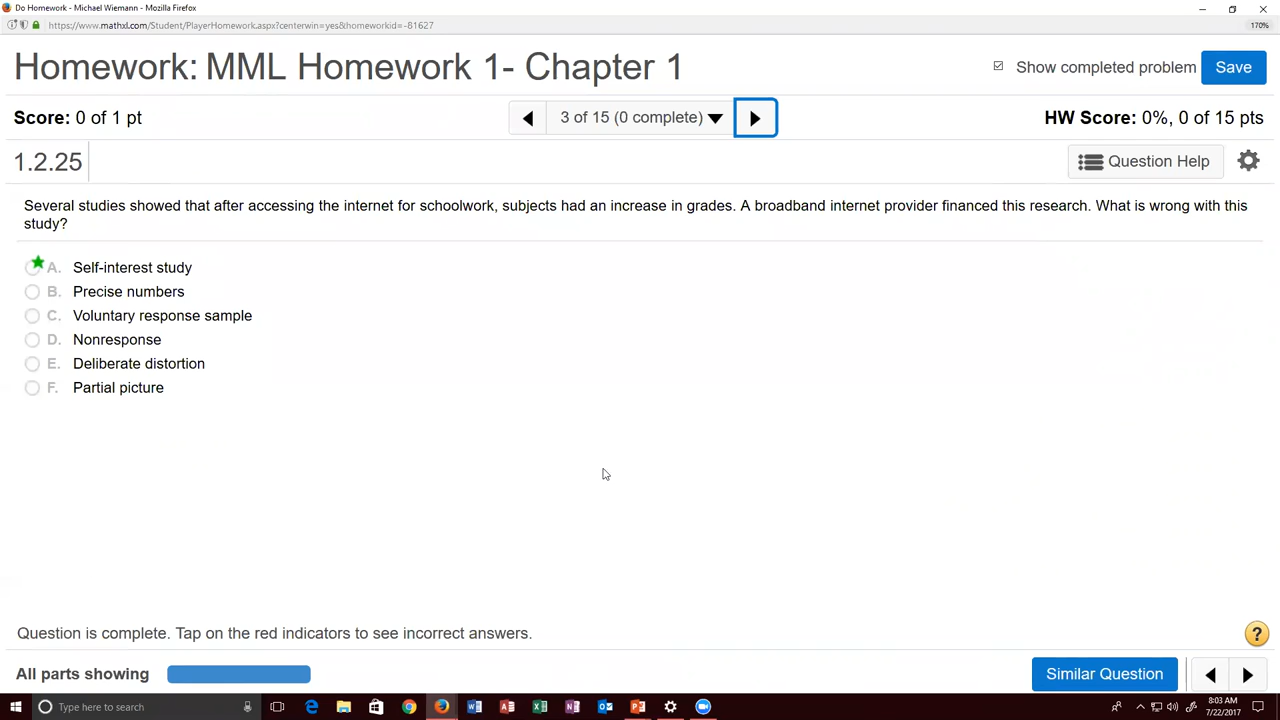 Do Homework - Michael Wiemann - Mozilla Firefox
https://www.mathxl.com/Student/PlayerHomework.aspx?centerwin=yes&homeworkid=-81627
170%
Homework: MML Homework 1- Chapter 1
Show completed problem
Save
Score: 0 of 1 pt
3 of 15 (0 complete)
HW Score: 0%, 0 of 15 pts
1.2.25
Question Help
Several studies showed that after accessing the internet for schoolwork, subjects had an increase in grades. A broadband internet provider financed this research. What is wrong with this
study?
A. Self-interest study
B. Precise numbers
C. Voluntary response sample
D. Nonresponse
E. Deliberate distortion
F. Partial picture
Question is complete. Tap on the red indicators to see incorrect answers.
?
All parts showing
Similar Question
Type here to search
8:03 AM
7/22/2017